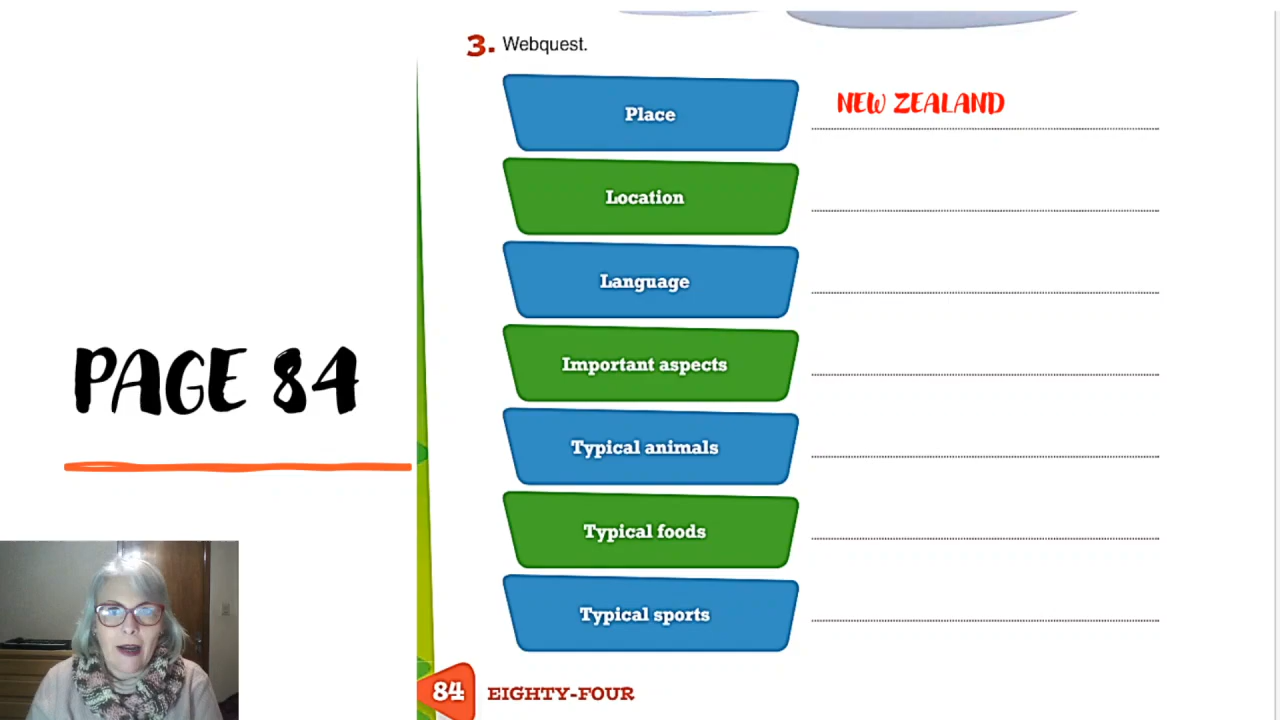 3. Webquest.
Place
NEW ZEALAND
Location
Language
Important aspects
Typical animals
PAGE 84
Typical foods
Typical sports
84 EIGHTY-FOUR